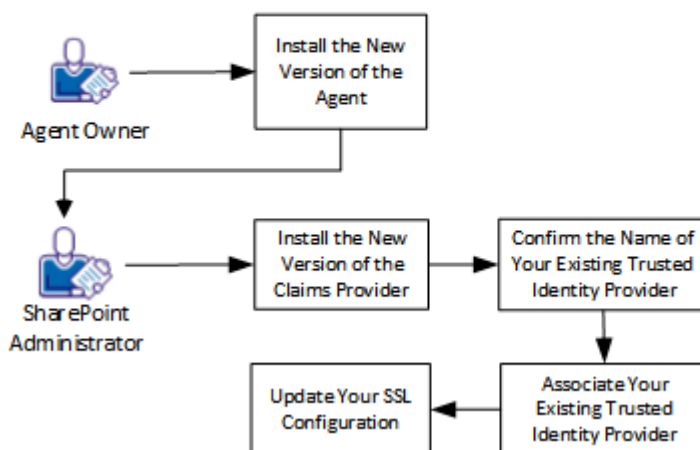 Install the New
Version of the
Agent
Agent Owner
SharePoint
Administrator
Install the New
Version of the
Claims Provider
Confirm the Name of
Your Existing Trusted
Identity Provider
Associate Your
Existing Trusted
Identity Provider
Update Your SSL
Configuration